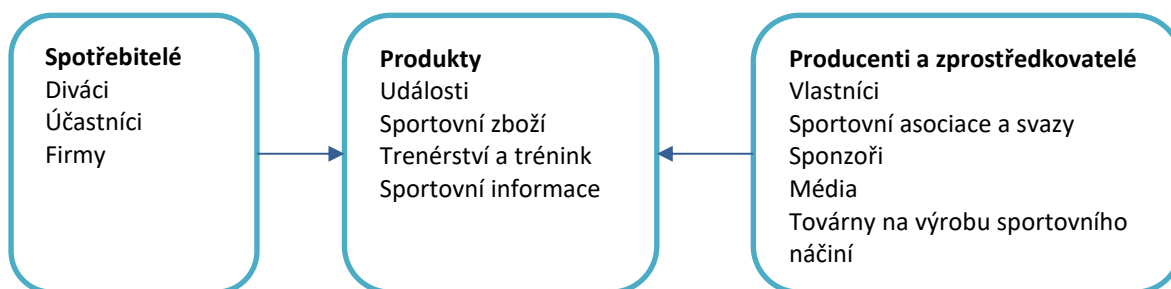 Spotřebitelé
Diváci
Účastníci
Firmy
Produkty
Události
Sportovní zboží
Trenérství a trénink
Sportovní informace
Producenti a zprostředkovatelé
Vlastníci
Sportovní asociace a svazy
Sponzoři
Média
Továrny na výrobu sportovního
náčiní